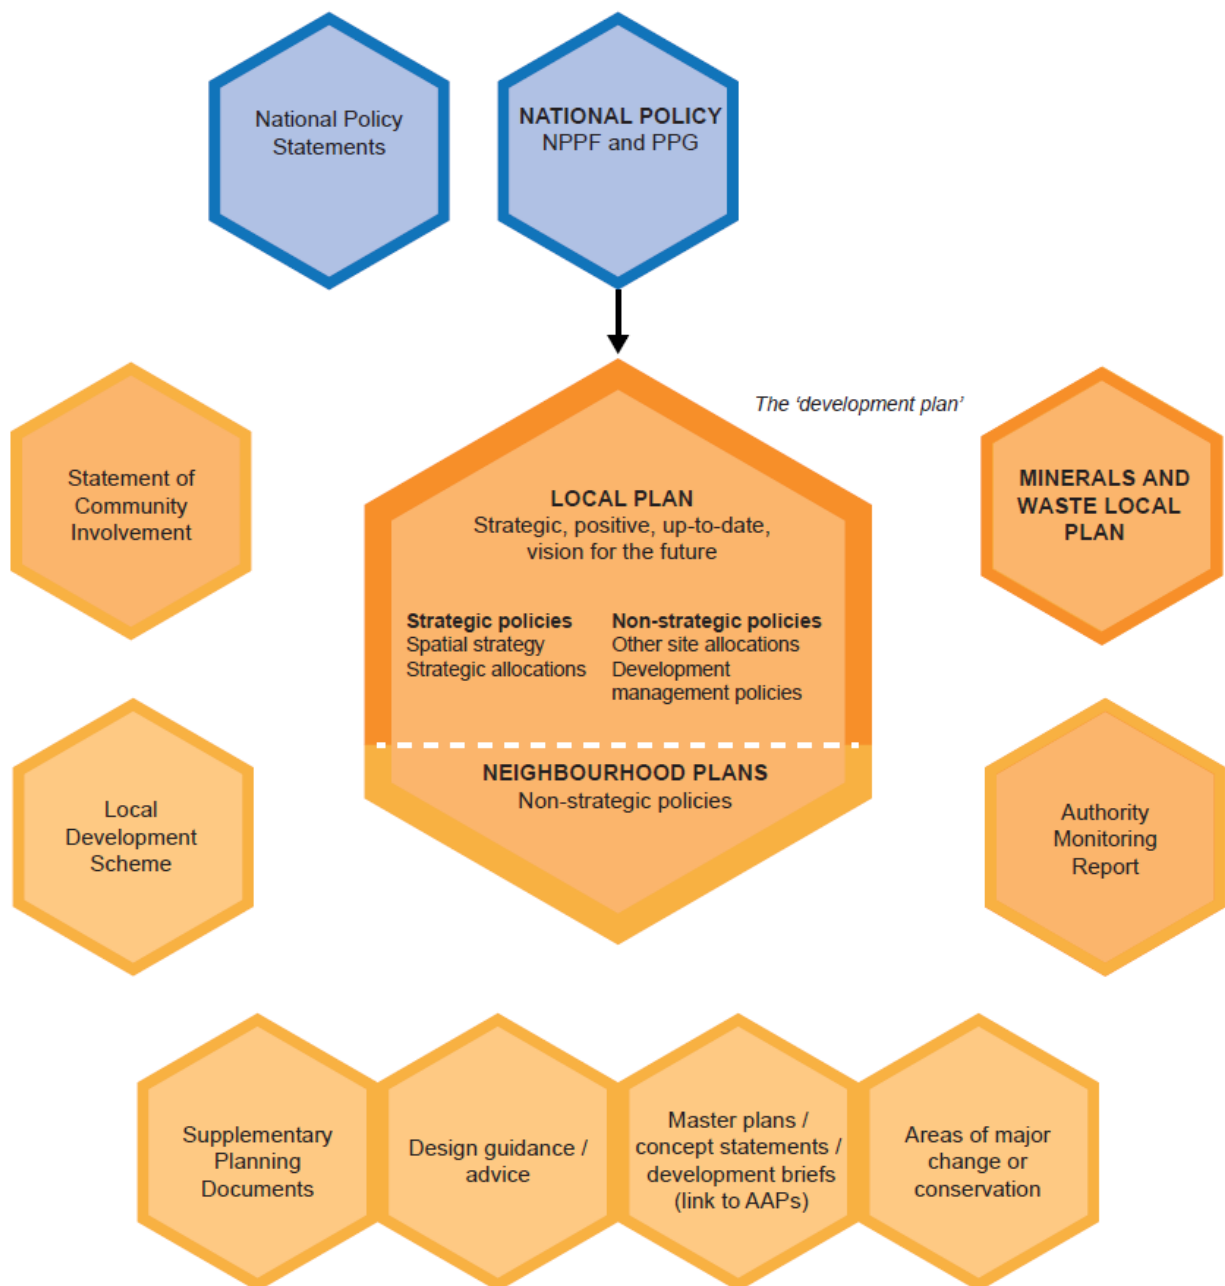 National Policy
Statements
NATIONAL POLICY
NPPF and PPG
The ‘development plan’
Statement of
Community
Involvement
LOCAL PLAN
Strategic, positive, up-to-date,
vision for the future
Strategic policies
Spatial strategy
Strategic allocations
Non-strategic policies
Other site allocations
Development
management policies
MINERALS AND
WASTE LOCAL
PLAN
NEIGHBOURHOOD PLANS
Non-strategic policies
Local
Development
Scheme
Authority
Monitoring
Report
Supplementary
Planning
Documents
Design guidance /
advice
Master plans /
concept statements /
development briefs
(link to AAPs)
Areas of major
change or
conservation